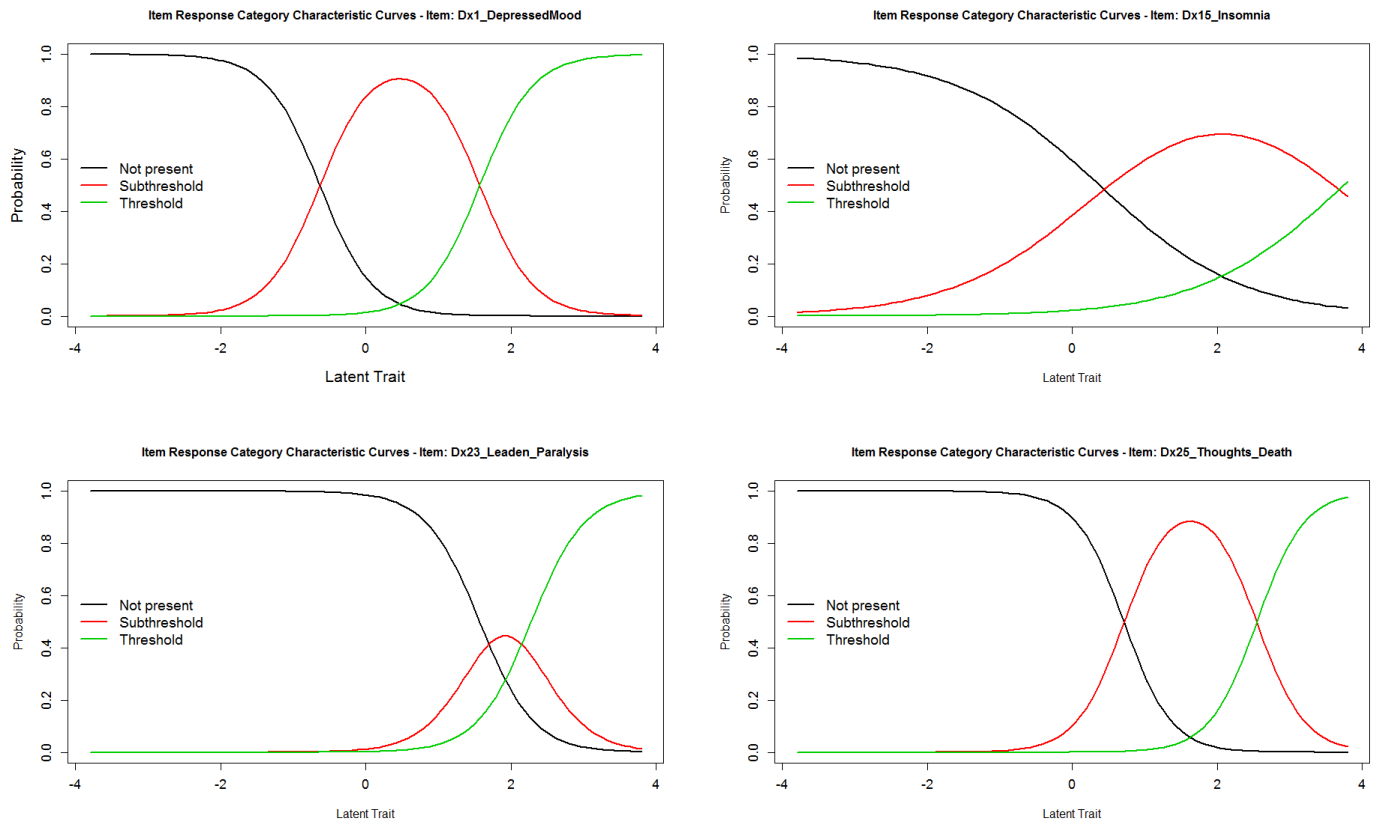 Item Response Category Characteristic Curves - Item: Dx1_DepressedMood
Probability
1.0
0.8
0.6
0.4
0.2
0.0
Not present
Subthreshold
Threshold
-4 -2 0 2 4
Latent Trait
Item Response Category Characteristic Curves - Item: Dx15_Insomnia
Probability
1.0
0.8
0.6
0.4
0.2
0.0
Not present
Subthreshold
Threshold
-4 -2 0 2 4
Latent Trait
Item Response Category Characteristic Curves - Item: Dx23_Leaden_Paralysis
Probability
1.0
0.8
0.6
0.4
0.2
0.0
Not present
Subthreshold
Threshold
-4 -2 0 2 4
Latent Trait
Item Response Category Characteristic Curves - Item: Dx25_Thoughts_Death
Probability
1.0
0.8
0.6
0.4
0.2
0.0
Not present
Subthreshold
Threshold
-4 -2 0 2 4
Latent Trait